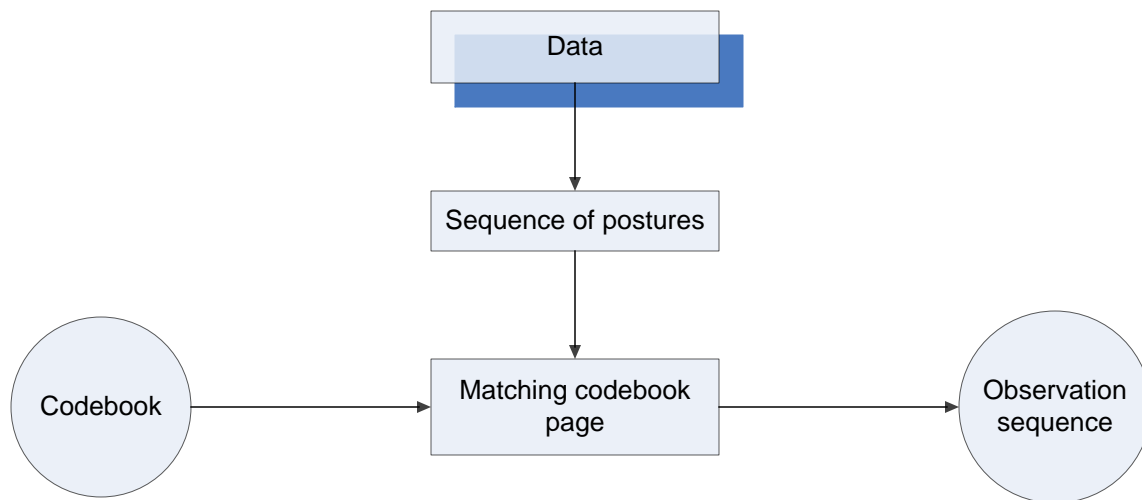 Data
Sequence of postures
Codebook
Matching codebook
page
Observation
sequence